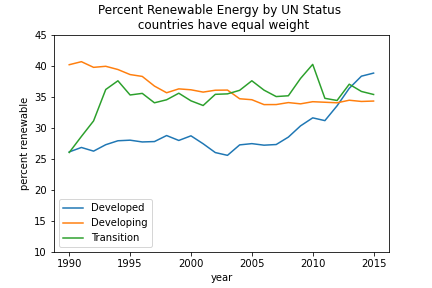 Percent Renewable Energy by UN Status
countries have equal weight
percent renewable
45
40
35
30
25
20
15
10
Developed
Developing
Transition
1990 1995 2000 2005 2010 2015
year